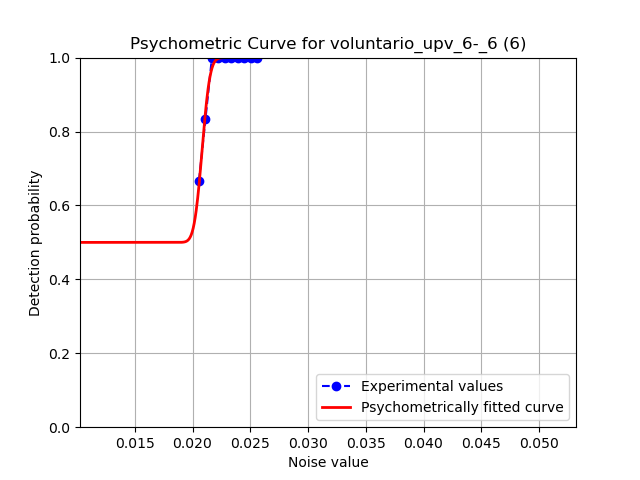 Psychometric Curve for voluntario_upv_6-_6 (6)
1.0
0.8
0.6
0.4
0.2
0.0
Detection probability
0.015 0.020 0.025 0.030 0.035 0.040 0.045 0.050
Noise value
Experimental values
Psychometrically fitted curve